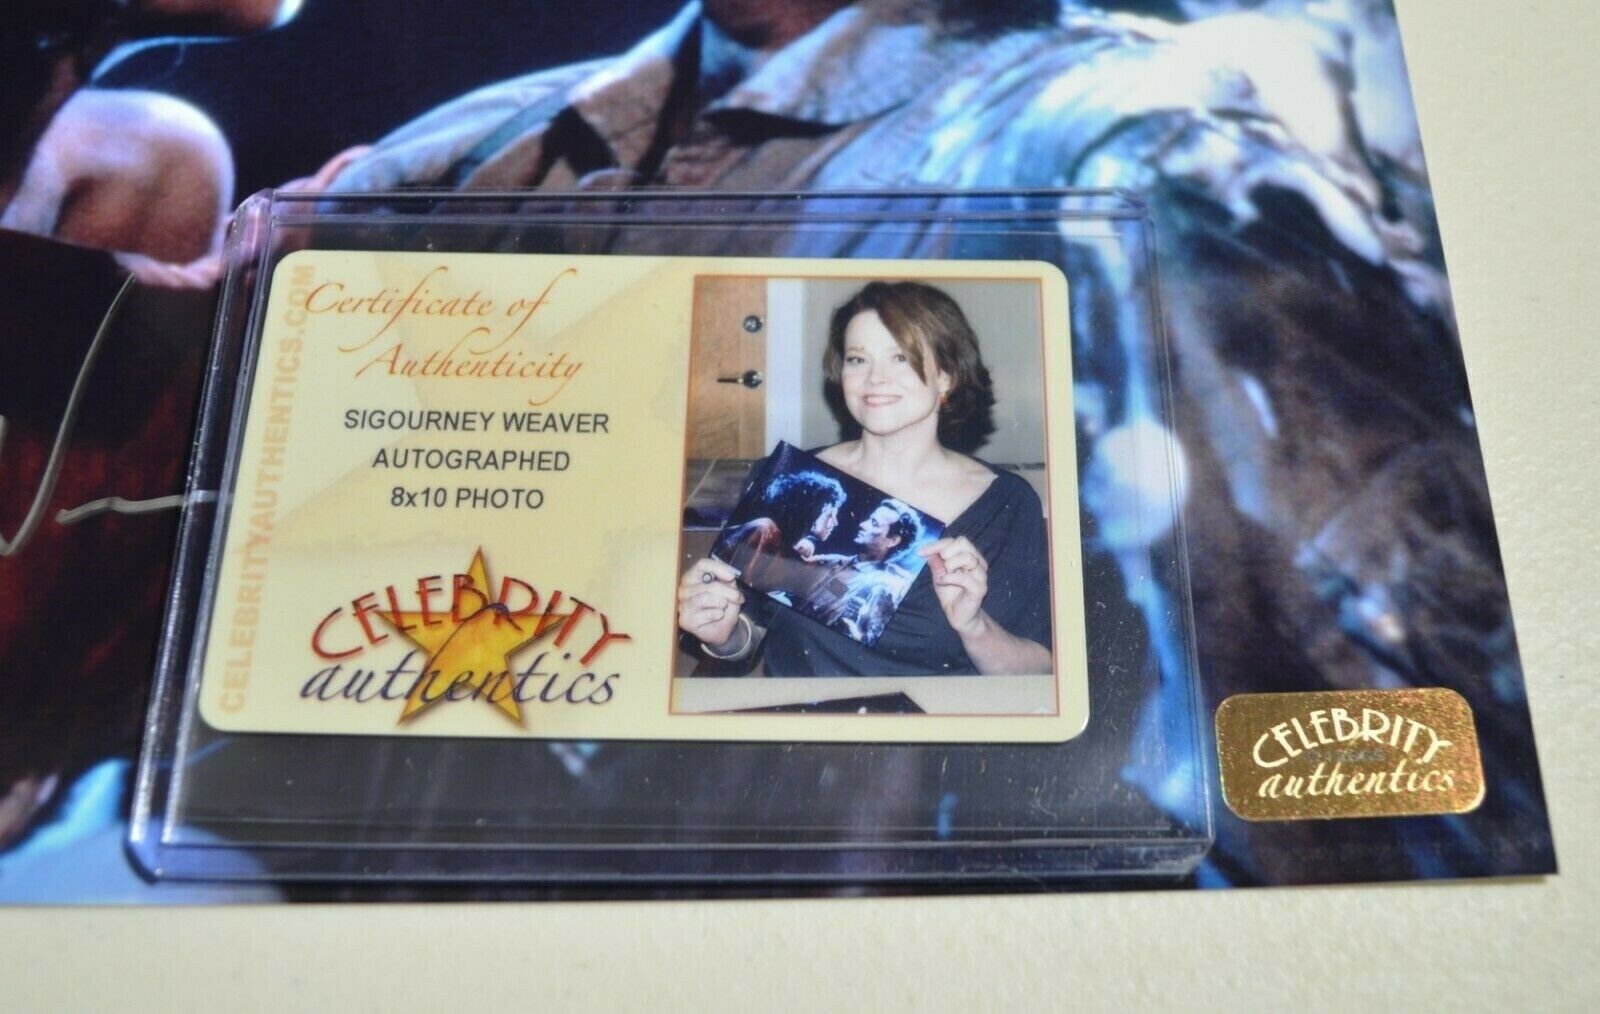 CELEBRITYAUTHENTICS.COM
Certificate of
Authenticity
SIGOURNEY WEAVER
AUTOGRAPHED
8x10 PHOTO
CELEBRITY
authentics
CELEBRITY
authentics